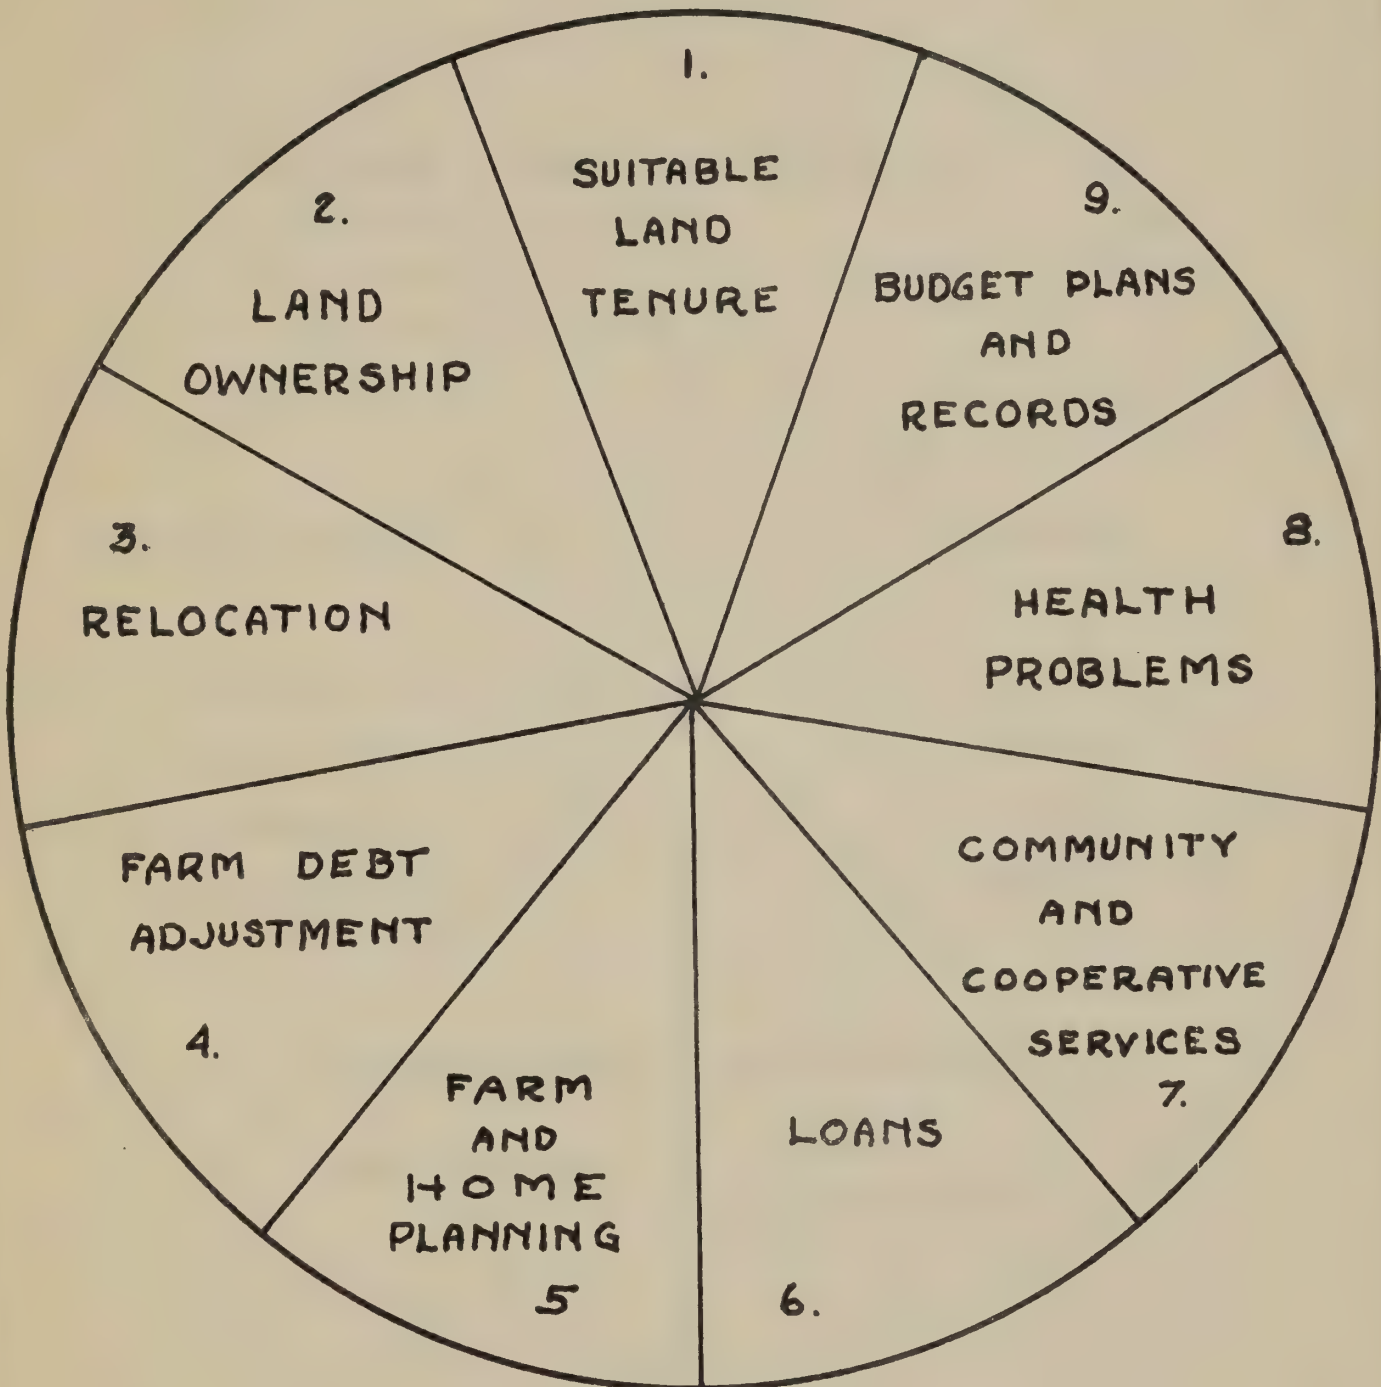 1.
SUITABLE
LAND
TENURE
2.
LAND
OWNERSHIP
3.
RELOCATION
FARM DEBT
ADJUSTMENT
4.
FARM
AND
HOME
PLANNING
5
LOANS
6.
COMMUNITY
AND
COOPERATIVE
SERVICES
7.
8.
HEALTH
PROBLEMS
9.
BUDGET PLANS
AND
RECORDS